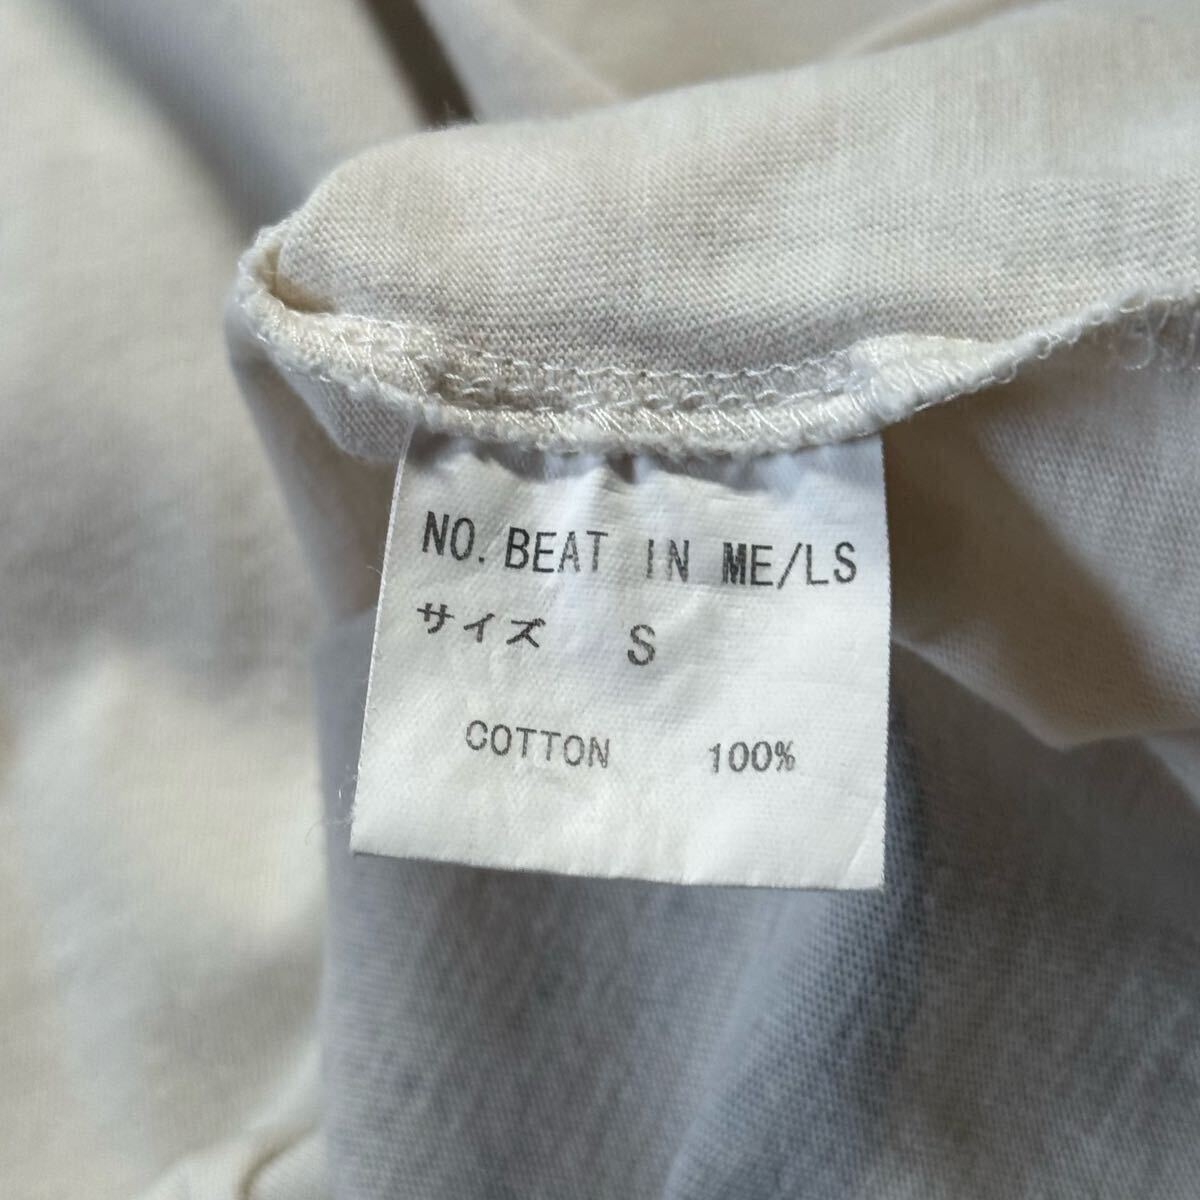 NO. BEAT IN ME/LS
サイズ S
COTTON 100%